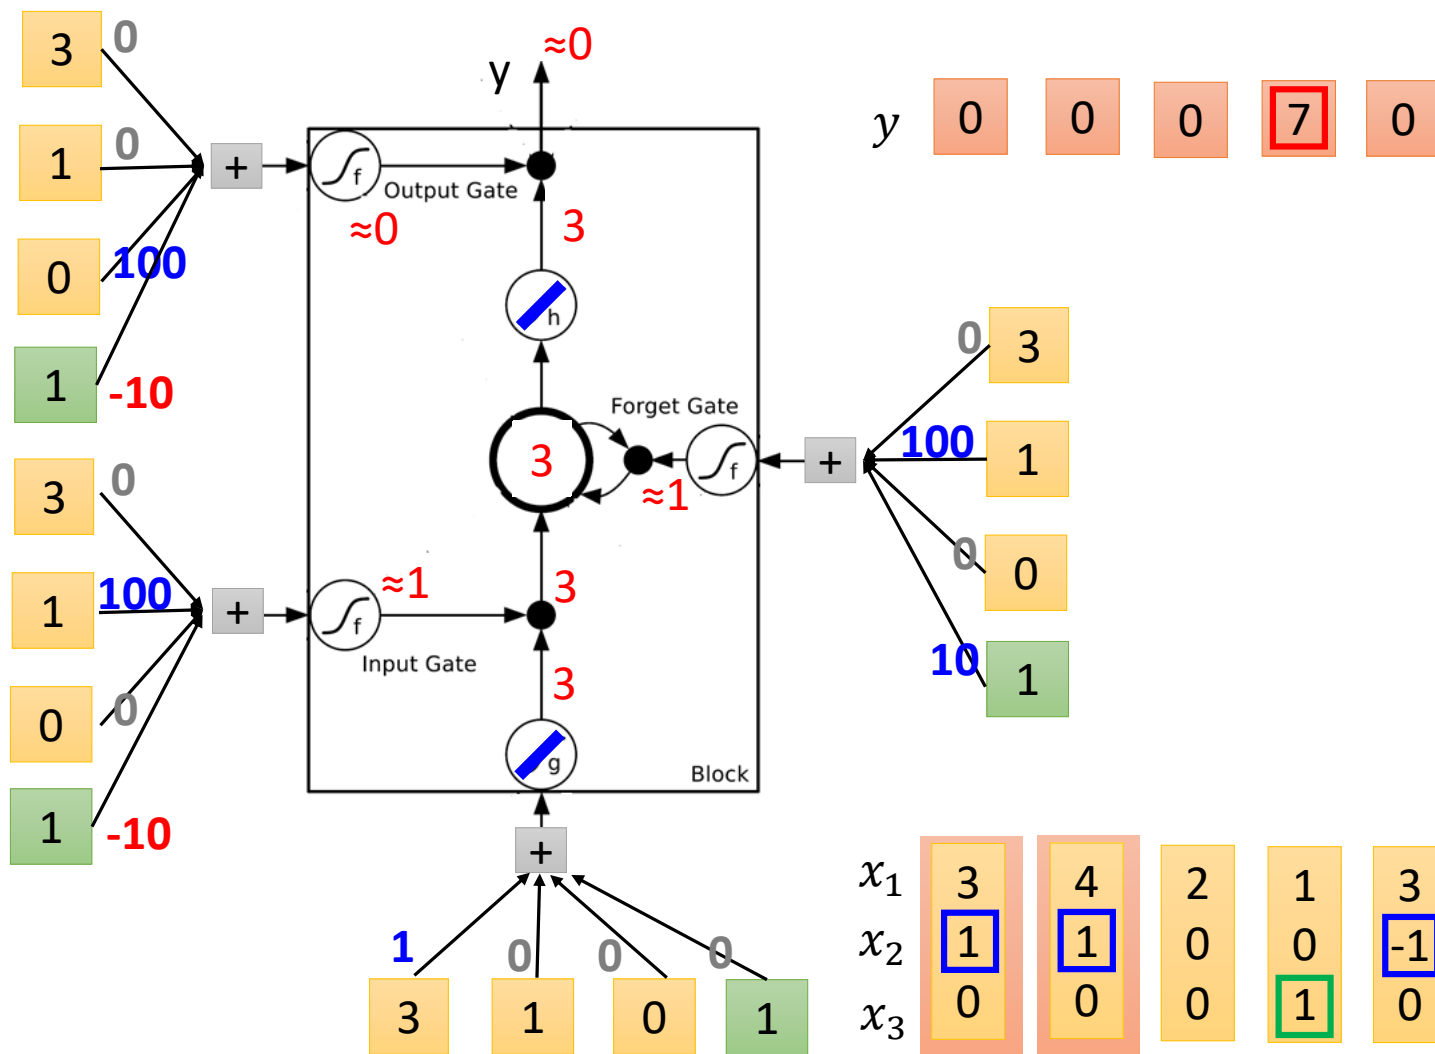 3 0
1 0
0 100
1 -10
+
y
≈0
f
Output Gate
≈0
3
h
Forget Gate
3
f
≈1
0 3
100 1
0 0
10 1
+
3 0
1 100
0 0
1 -10
+
f
≈1
Input Gate
3
3
g
Block
+
1 0 0 0
3 1 0 1
y 0 0 0 7 0
x₁ 3 4 2 1 3
x₂ 1 1 0 0 -1
x₃ 0 0 0 1 0